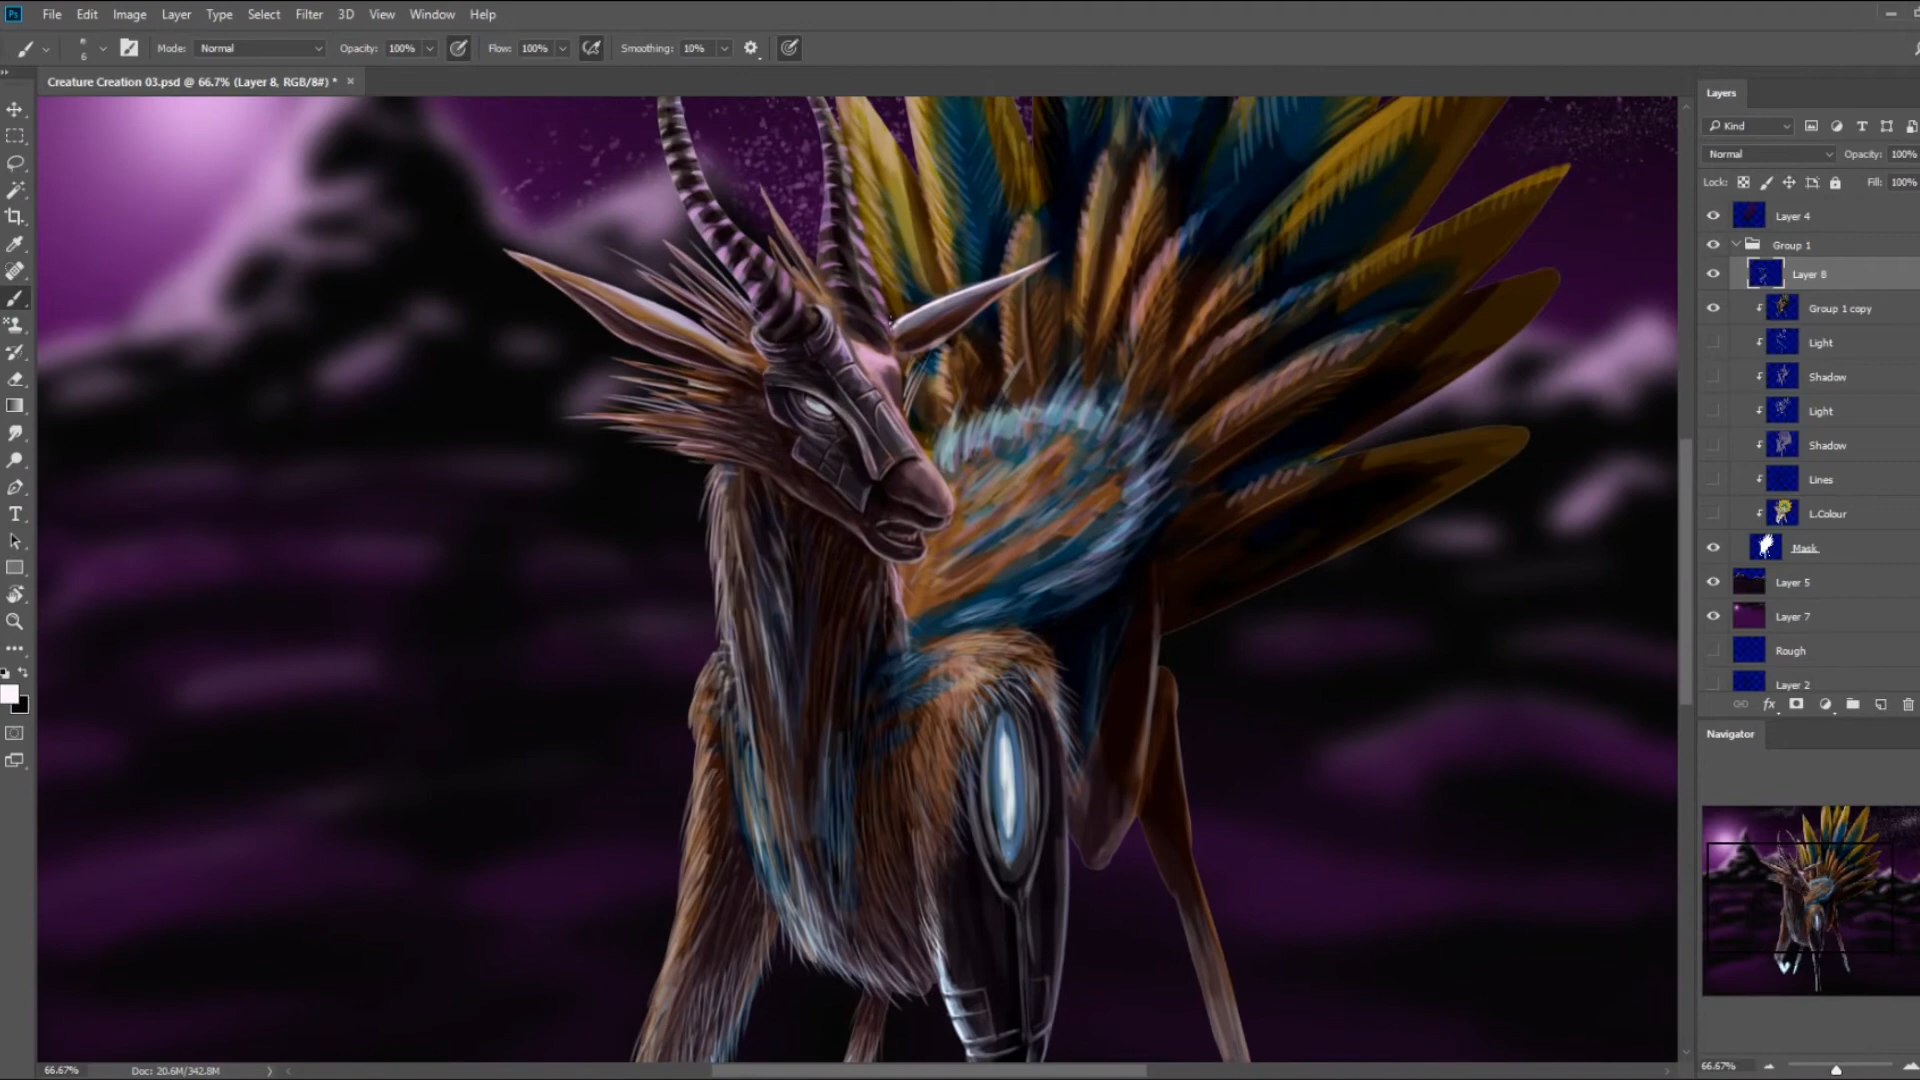 Ps File Edit Image Layer Type Select Filter 3D View Window Help
6 Mode: Normal Opacity: 100% Flow: 100% Smoothing: 10%
Creature Creation 03.psd @ 66.7% (Layer 8, RGB/8#) *
Layers
Kind
Normal Opacity: 100%
Lock: Fill: 100%
Layer 4
Group 1
Layer 8
Group 1 copy
Light
Shadow
Light
Shadow
Lines
L.Colour
Mask
Layer 5
Layer 7
Rough
Layer 2
fx
Navigator
66.67% Doc: 20.6M/342.8M
66.67%